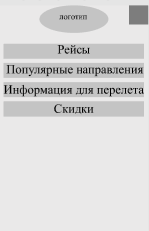 логотип
Рейсы
Популярные направления
Информация для перелета
Скидки